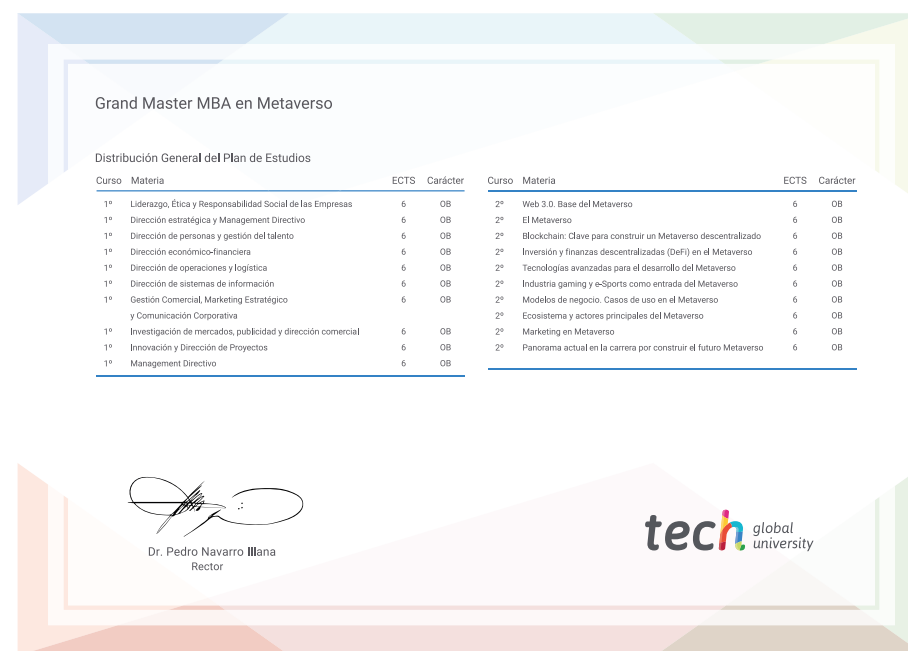 Grand Master MBA en Metaverso
Distribución General del Plan de Estudios
Curso Materia ECTS Carácter
1º Liderazgo, Ética y Responsabilidad Social de las Empresas 6 OB
1º Dirección estratégica y Management Directivo 6 OB
1º Dirección de personas y gestión del talento 6 OB
1º Dirección económico-financiera 6 OB
1º Dirección de operaciones y logística 6 OB
1º Dirección de sistemas de información 6 OB
1º Gestión Comercial, Marketing Estratégico 6 OB
y Comunicación Corporativa
1º Investigación de mercados, publicidad y dirección comercial 6 OB
1º Innovación y Dirección de Proyectos 6 OB
1º Management Directivo 6 OB
Curso Materia ECTS Carácter
2º Web 3.0. Base del Metaverso 6 OB
2º El Metaverso 6 OB
2º Blockchain: Clave para construir un Metaverso descentralizado 6 OB
2º Inversión y finanzas descentralizadas (DeFi) en el Metaverso 6 OB
2º Tecnologías avanzadas para el desarrollo del Metaverso 6 OB
2º Industria gaming y e-Sports como entrada del Metaverso 6 OB
2º Modelos de negocio. Casos de uso en el Metaverso 6 OB
2º Ecosistema y actores principales del Metaverso 6 OB
2º Marketing en Metaverso 6 OB
2º Panorama actual en la carrera por construir el futuro Metaverso 6 OB
Dr. Pedro Navarro Illana
Rector
tech global
university